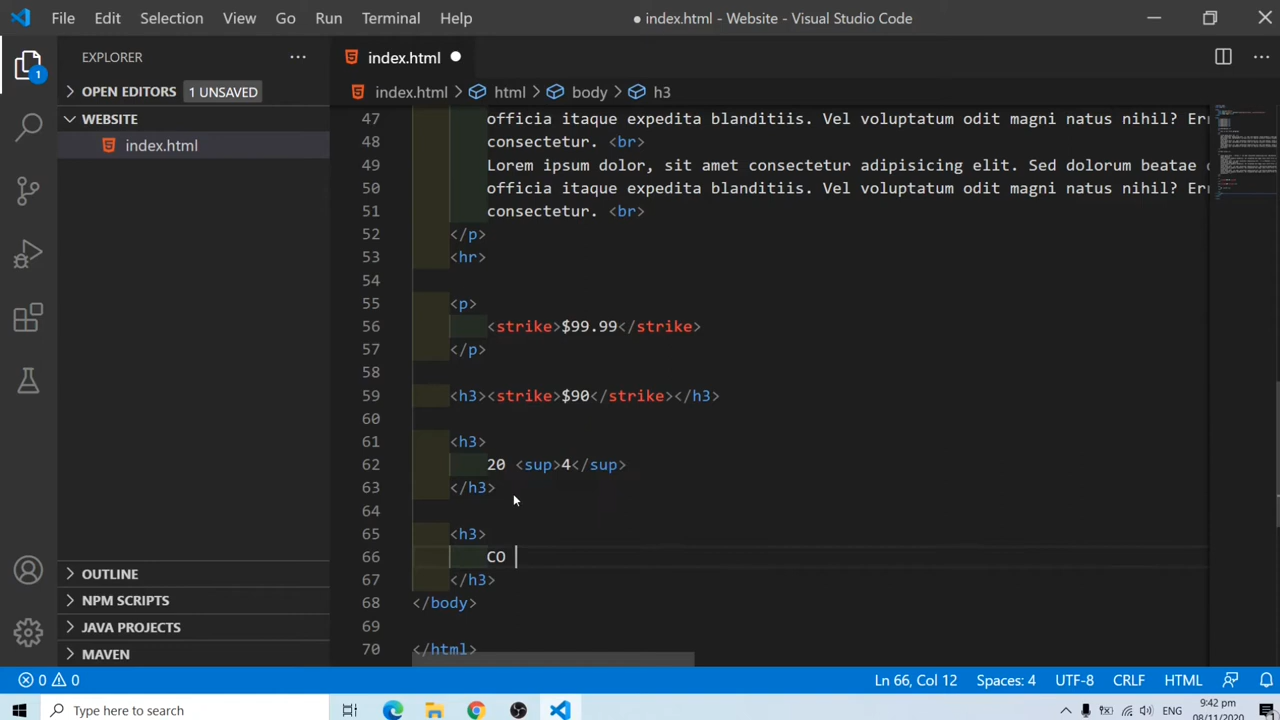 File Edit Selection View Go Run Terminal Help
● index.html - Website - Visual Studio Code
EXPLORER
OPEN EDITORS 1 UNSAVED
WEBSITE
index.html
OUTLINE
NPM SCRIPTS
JAVA PROJECTS
MAVEN
1
index.html
index.html > html > body > h3
47 officia itaque expedita blanditiis. Vel voluptatum odit magni natus nihil? Er
48 consectetur. <br>
49 Lorem ipsum dolor, sit amet consectetur adipisicing elit. Sed dolorum beatae
50 officia itaque expedita blanditiis. Vel voluptatum odit magni natus nihil? Er
51 consectetur. <br>
52 </p>
53 <hr>
54
55 <p>
56 <strike>$99.99</strike>
57 </p>
58
59 <h3><strike>$90</strike></h3>
60
61 <h3>
62 20 <sup>4</sup>
63 </h3>
64
65 <h3>
66 CO
67 </h3>
68 </body>
69
70 </html>
0 0 Ln 66, Col 12 Spaces: 4 UTF-8 CRLF HTML
Type here to search
ENG
9:42 pm
08/11/2020